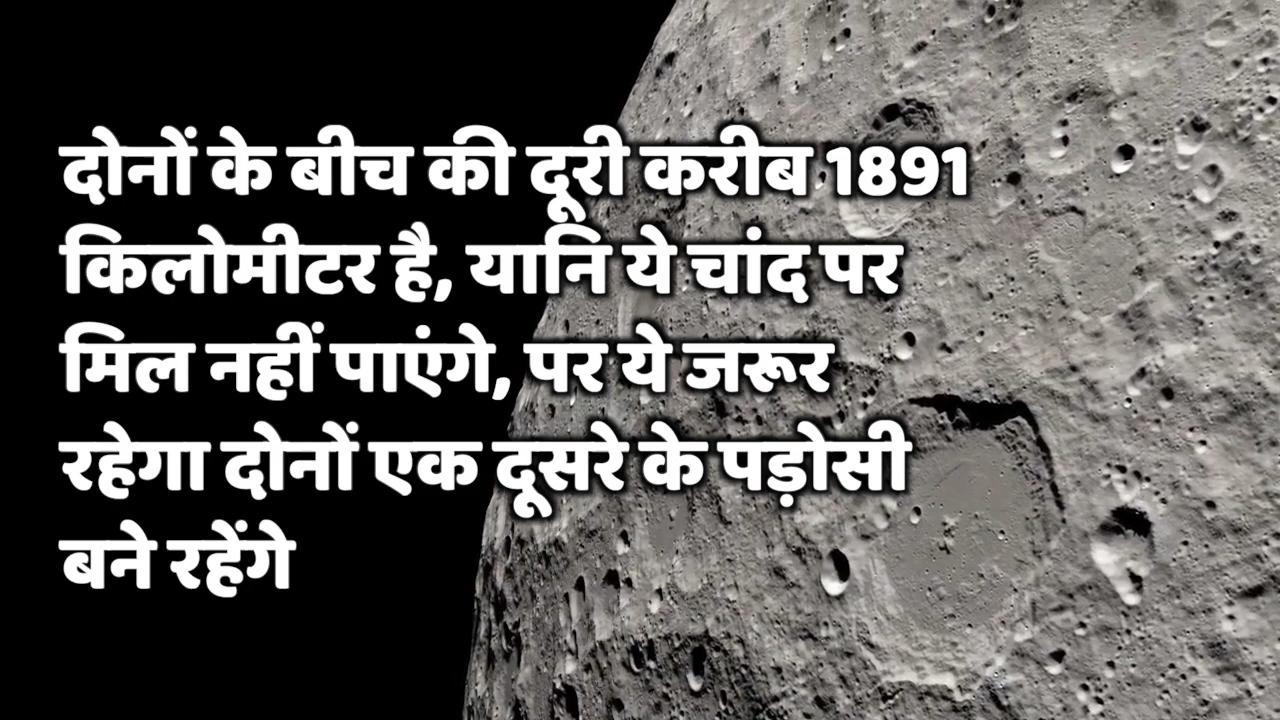 दोनों के बीच की दूरी करीब 1891
किलोमीटर है, यानि ये चांद पर
मिल नहीं पाएंगे, पर ये जरूर
रहेगा दोनों एक दूसरे के पड़ोसी
बने रहेंगे